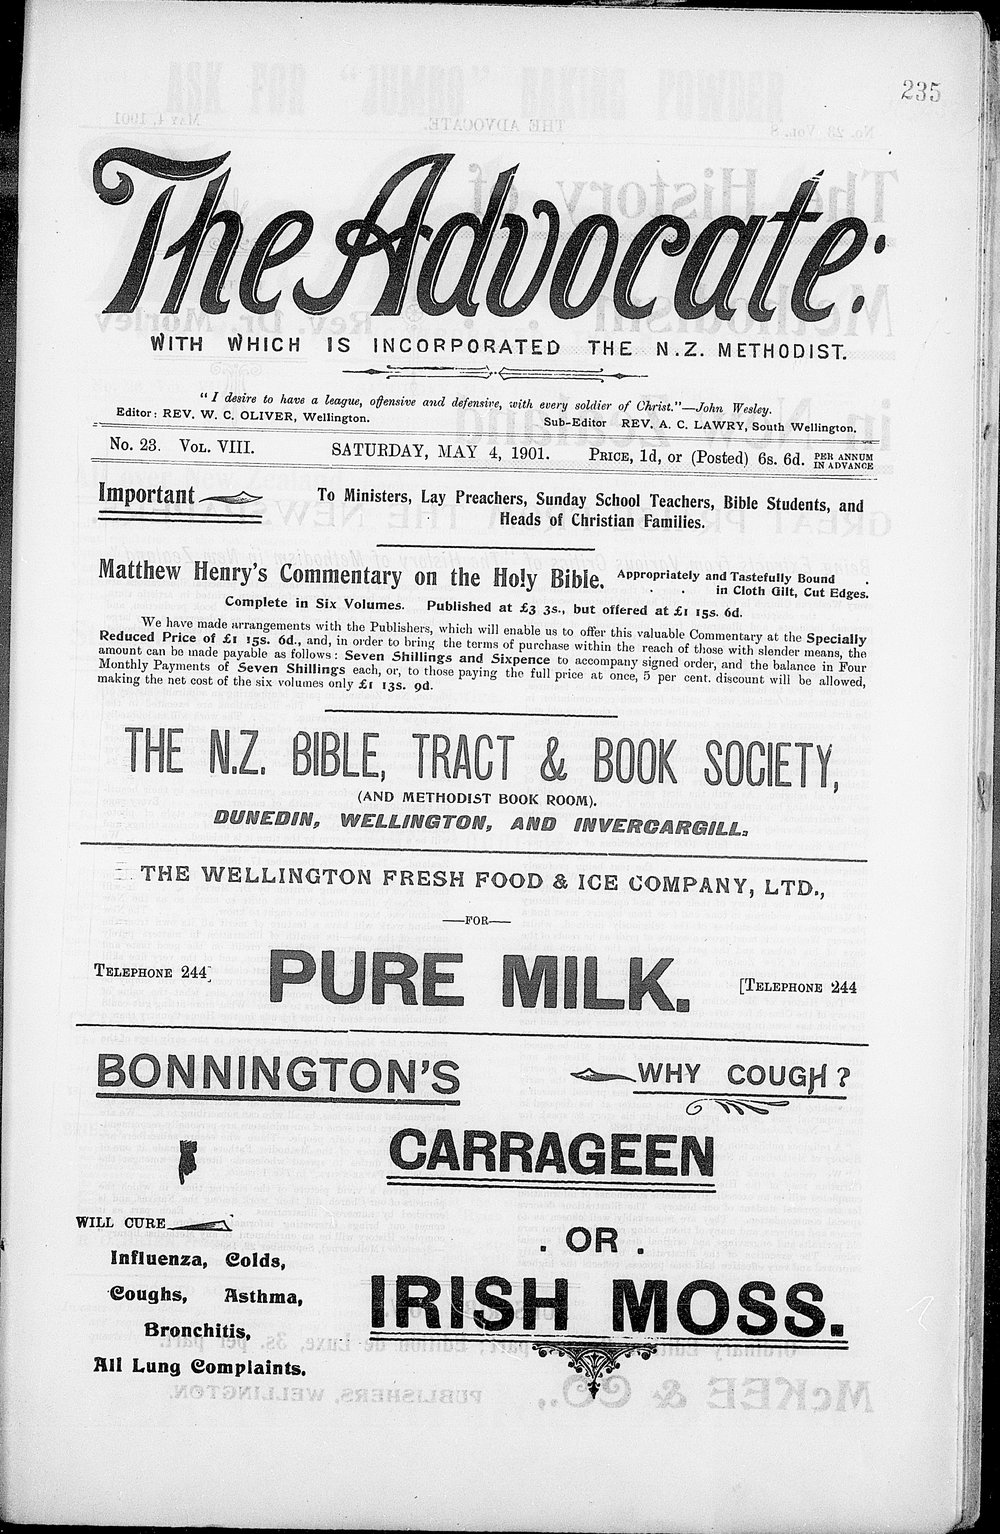 235
The Advocate:
WITH WHICH IS INCORPORATED THE N.Z. METHODIST.
"I desire to have a league, offensive and defensive, with every soldier of Christ."—John Wesley.
Editor: REV. W. C. OLIVER, Wellington. Sub-Editor REV. A. C. LAWRY, South Wellington.
No. 23. VOL. VIII. SATURDAY, MAY 4, 1901. PRICE, 1d, or (Posted) 6s. 6d. PER ANNUM IN ADVANCE
Important To Ministers, Lay Preachers, Sunday School Teachers, Bible Students, and
Heads of Christian Families.
Matthew Henry's Commentary on the Holy Bible. Appropriately and Tastefully Bound
in Cloth Gilt, Cut Edges.
Complete in Six Volumes. Published at £3 3s., but offered at £1 15s. 6d.
We have made arrangements with the Publishers, which will enable us to offer this valuable Commentary at the Specially
Reduced Price of £1 15s. 6d., and, in order to bring the terms of purchase within the reach of those with slender means, the
amount can be made payable as follows: Seven Shillings and Sixpence to accompany signed order, and the balance in Four
Monthly Payments of Seven Shillings each, or, to those paying the full price at once, 5 per cent. discount will be allowed,
making the net cost of the six volumes only £1 13s. 9d.
THE N.Z. BIBLE, TRACT & BOOK SOCIETY,
(AND METHODIST BOOK ROOM).
DUNEDIN, WELLINGTON, AND INVERCARGILL.
THE WELLINGTON FRESH FOOD & ICE COMPANY, LTD.,
—FOR—
TELEPHONE 244] PURE MILK. [TELEPHONE 244
BONNINGTON'S WHY COUGH?
CARRAGEEN
WILL CURE
. OR .
Influenza, Colds,
Coughs, Asthma,
IRISH MOSS.
Bronchitis,
All Lung Complaints.